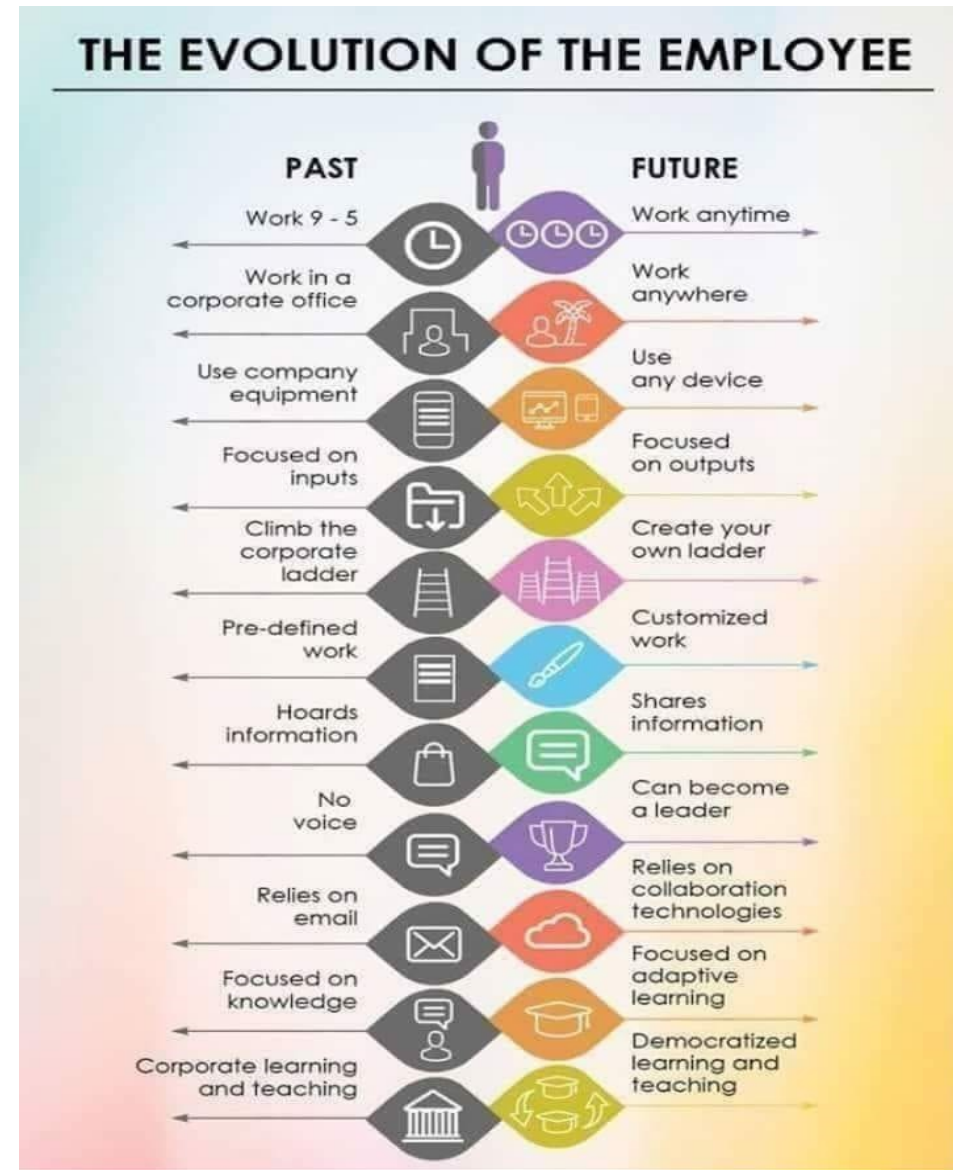 THE EVOLUTION OF THE EMPLOYEE
PAST
FUTURE
Work 9 - 5
Work anytime
Work in a
corporate office
Work
anywhere
Use company
equipment
Use
any device
Focused on
inputs
Focused
on outputs
Climb the
corporate
ladder
Create your
own ladder
Pre-defined
work
Customized
work
Hoards
information
Shares
information
No
voice
Can become
a leader
Relies on
email
Relies on
collaboration
technologies
Focused on
knowledge
Focused on
adaptive
learning
Corporate learning
and teaching
Democratized
learning and
teaching